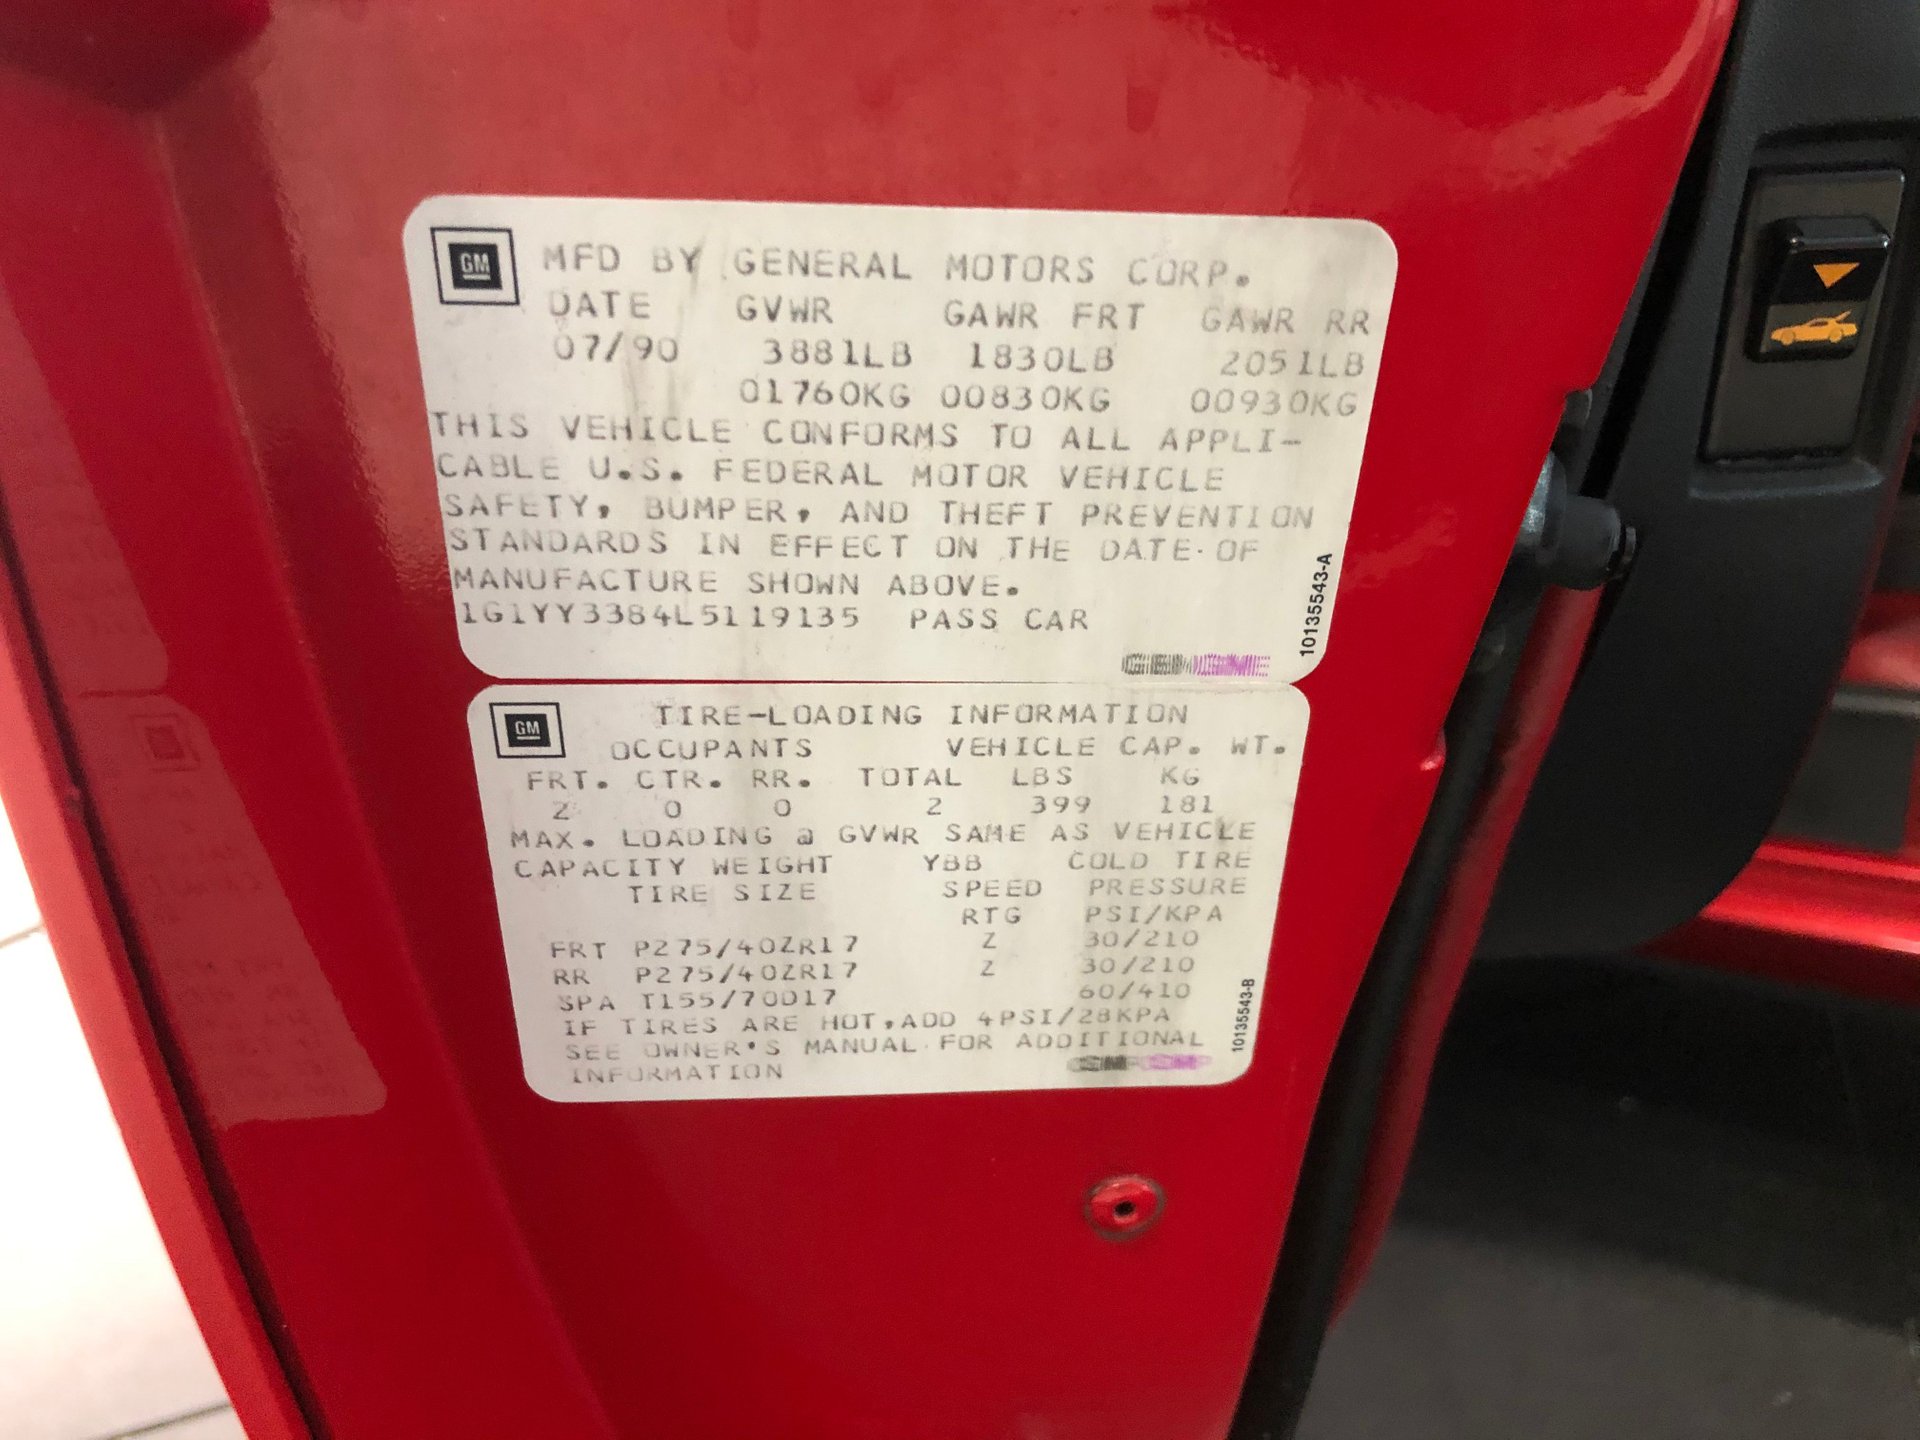 GM MFD BY GENERAL MOTORS CORP.
DATE GVWR GAWR FRT GAWR RR
07/90 3881LB 1830LB 2051LB
01760KG 00830KG 00930KG
THIS VEHICLE CONFORMS TO ALL APPLI-
CABLE U.S. FEDERAL MOTOR VEHICLE
SAFETY, BUMPER, AND THEFT PREVENTION
STANDARDS IN EFFECT ON THE DATE OF
MANUFACTURE SHOWN ABOVE.
1G1YY3384L5119135 PASS CAR
10135543-A
GM TIRE-LOADING INFORMATION
OCCUPANTS VEHICLE CAP. WT.
FRT. CTR. RR. TOTAL LBS KG
2 0 0 2 399 181
MAX. LOADING @ GVWR SAME AS VEHICLE
CAPACITY WEIGHT YBB COLD TIRE
TIRE SIZE SPEED PRESSURE
RTG PSI/KPA
FRT P275/40ZR17 Z 30/210
RR P275/40ZR17 Z 30/210
SPA T155/70D17 60/410
IF TIRES ARE HOT, ADD 4PSI/28KPA
SEE OWNER'S MANUAL FOR ADDITIONAL
INFORMATION
10135543-B